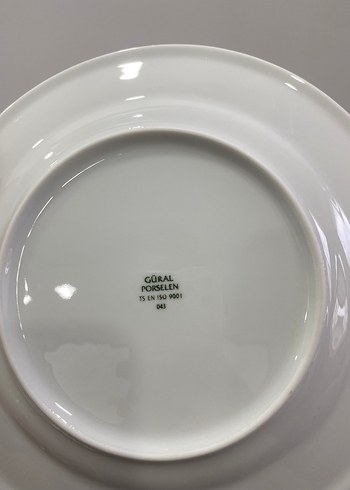 GÜRAL
PORSELEN
TS EN ISO 9001
041